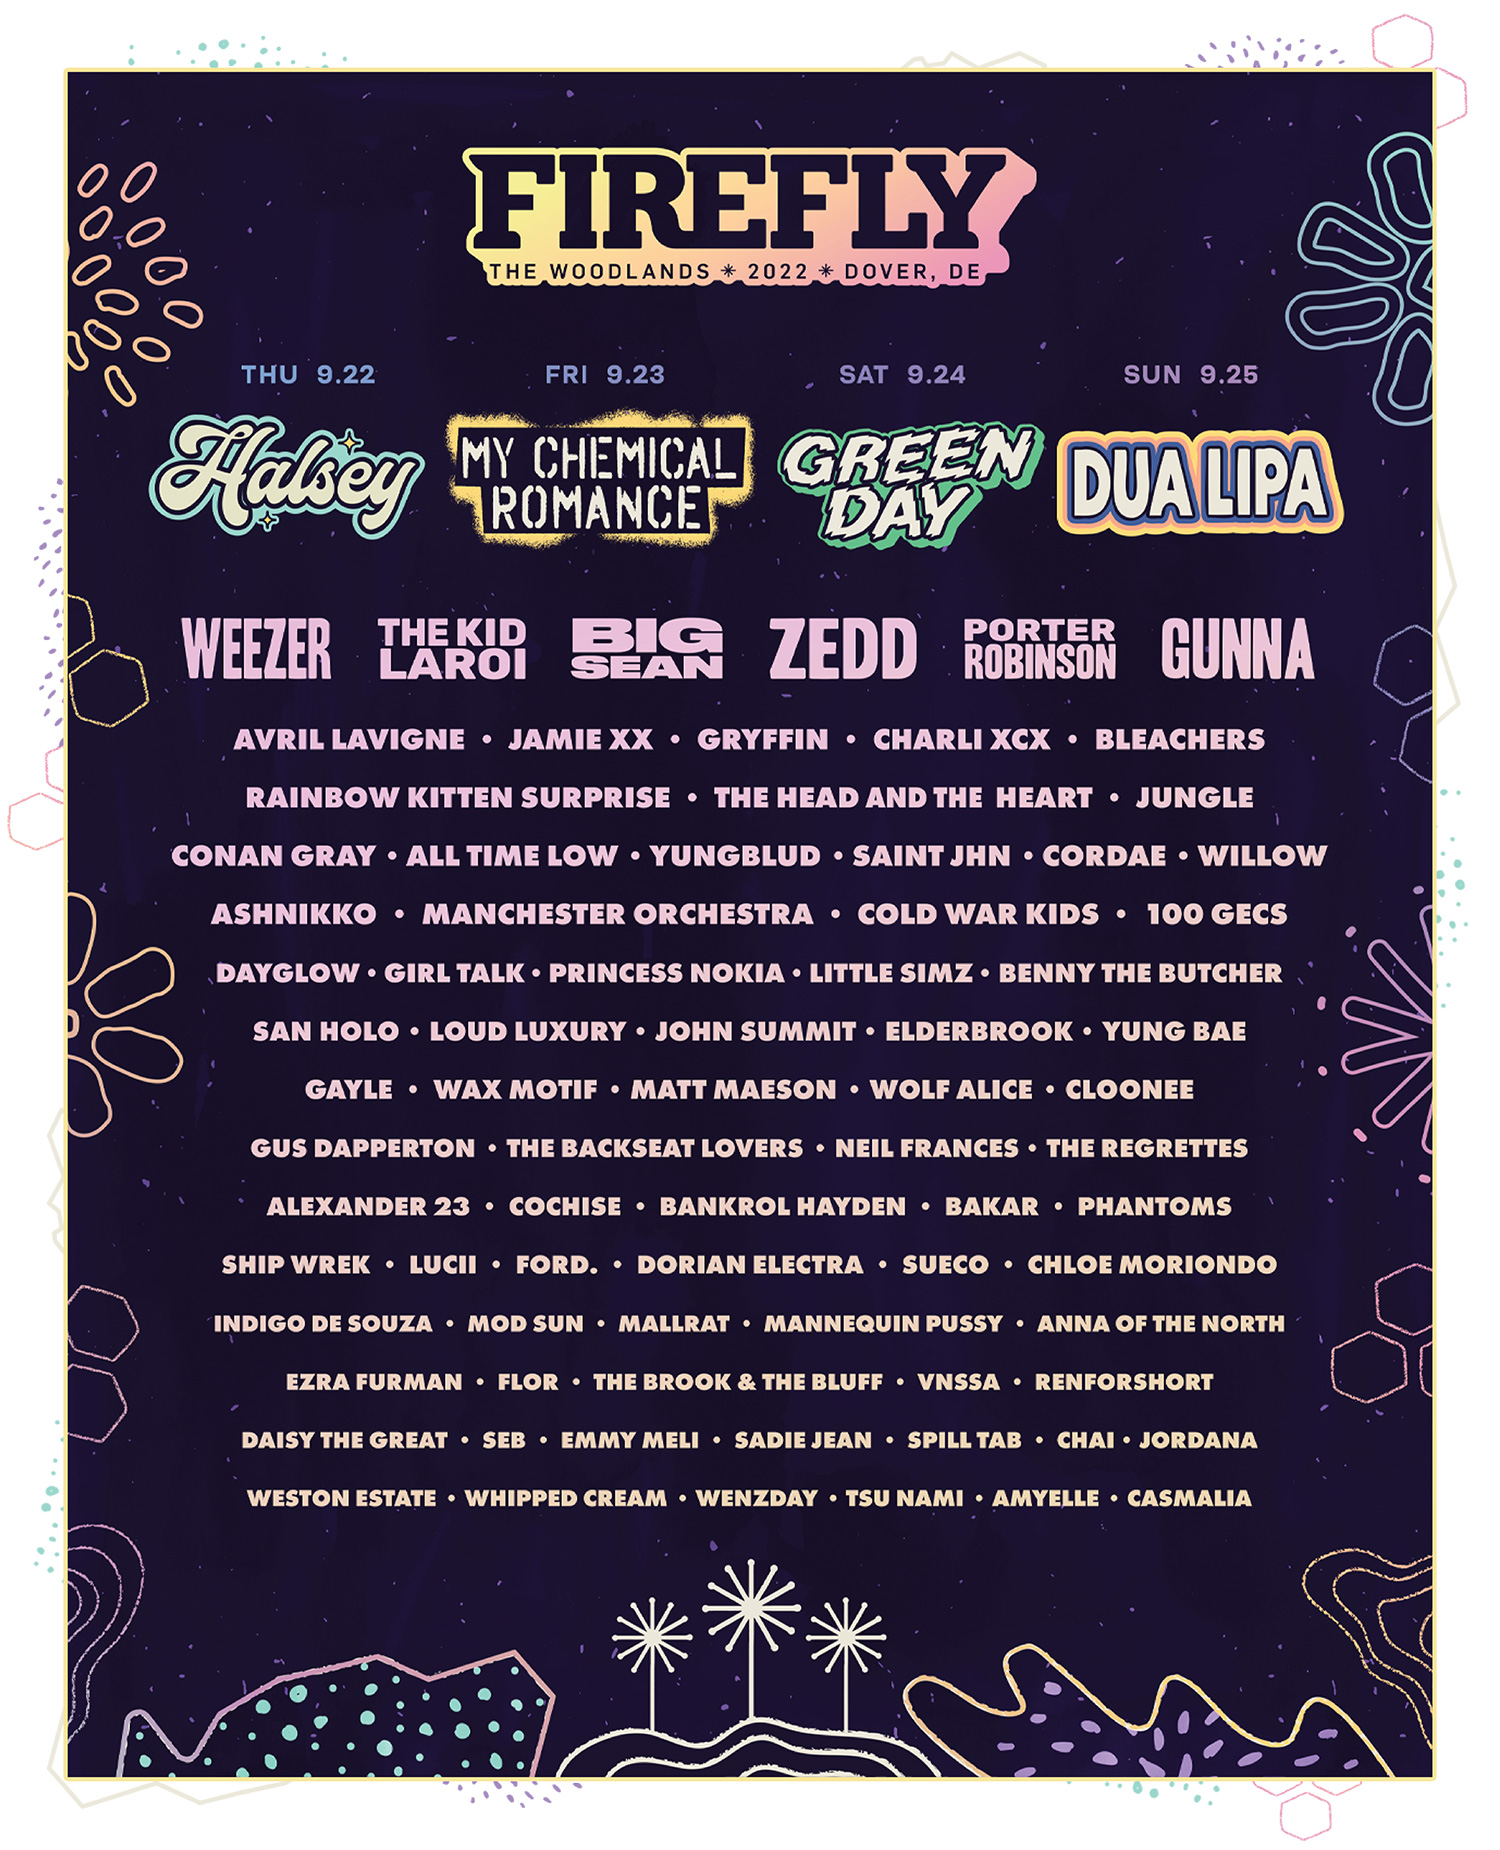 FIREFLY
THE WOODLANDS * 2022 * DOVER, DE
THU 9.22 FRI 9.23 SAT 9.24 SUN 9.25
Halsey MY CHEMICAL ROMANCE GREEN DAY DUA LIPA
WEEZER THE KID LAROI BIG SEAN ZEDD PORTER ROBINSON GUNNA
AVRIL LAVIGNE • JAMIE XX • GRYFFIN • CHARLI XCX • BLEACHERS
RAINBOW KITTEN SURPRISE • THE HEAD AND THE HEART • JUNGLE
CONAN GRAY • ALL TIME LOW • YUNGBLUD • SAINT JHN • CORDAE • WILLOW
ASHNIKKO • MANCHESTER ORCHESTRA • COLD WAR KIDS • 100 GECS
DAYGLOW • GIRL TALK • PRINCESS NOKIA • LITTLE SIMZ • BENNY THE BUTCHER
SAN HOLO • LOUD LUXURY • JOHN SUMMIT • ELDERBROOK • YUNG BAE
GAYLE • WAX MOTIF • MATT MAESON • WOLF ALICE • CLOONEE
GUS DAPPERTON • THE BACKSEAT LOVERS • NEIL FRANCES • THE REGRETTES
ALEXANDER 23 • COCHISE • BANKROL HAYDEN • BAKAR • PHANTOMS
SHIP WREK • LUCII • FORD. • DORIAN ELECTRA • SUECO • CHLOE MORIONDO
INDIGO DE SOUZA • MOD SUN • MALLRAT • MANNEQUIN PUSSY • ANNA OF THE NORTH
EZRA FURMAN • FLOR • THE BROOK & THE BLUFF • VNSSA • RENFORSHORT
DAISY THE GREAT • SEB • EMMY MELI • SADIE JEAN • SPILL TAB • CHAI • JORDANA
WESTON ESTATE • WHIPPED CREAM • WENZDAY • TSU NAMI • AMYELLE • CASMALIA